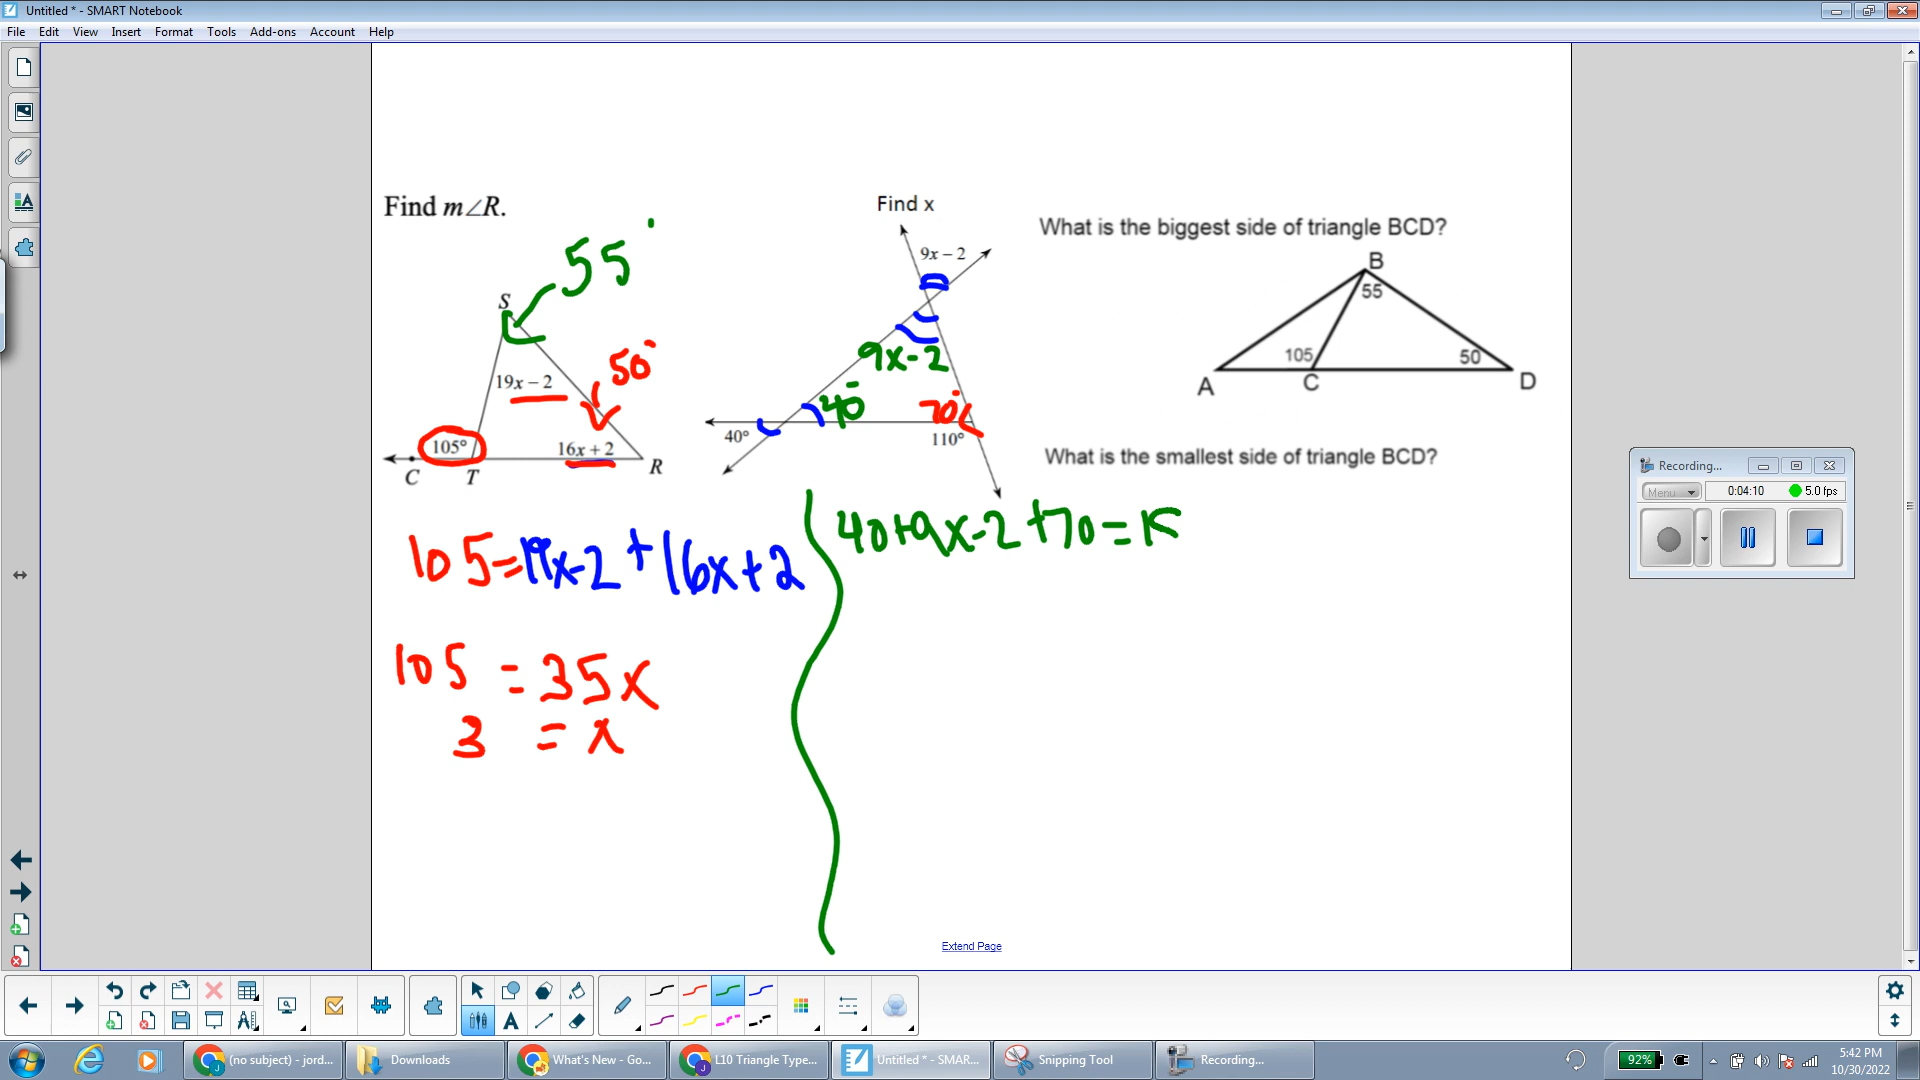 Untitled * - SMART Notebook
File Edit View Insert Format Tools Add-ons Account Help
Find m∠R.
55°
S
19x – 2
50°
105°
16x + 2
C T R
105=19x-2+16x+2
105 = 35x
3 = x
Find x
9x – 2
9x-2
40°
70°
40°
110°
40+9x-2+70=18
What is the biggest side of triangle BCD?
B
55
105
50
A C D
What is the smallest side of triangle BCD?
Recording...
Menu
0:04:10
5.0 fps
Extend Page
(no subject) - jord...
Downloads
What's New - Go...
L10 Triangle Type...
Untitled * - SMAR...
Snipping Tool
Recording...
92%
5:42 PM
10/30/2022